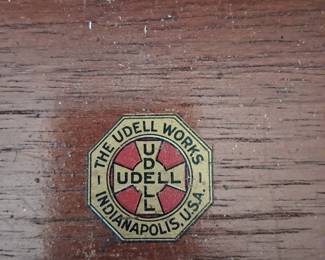 THE UDELL WORKS
UDELL
UDELL
INDIANAPOLIS, U.S.A.